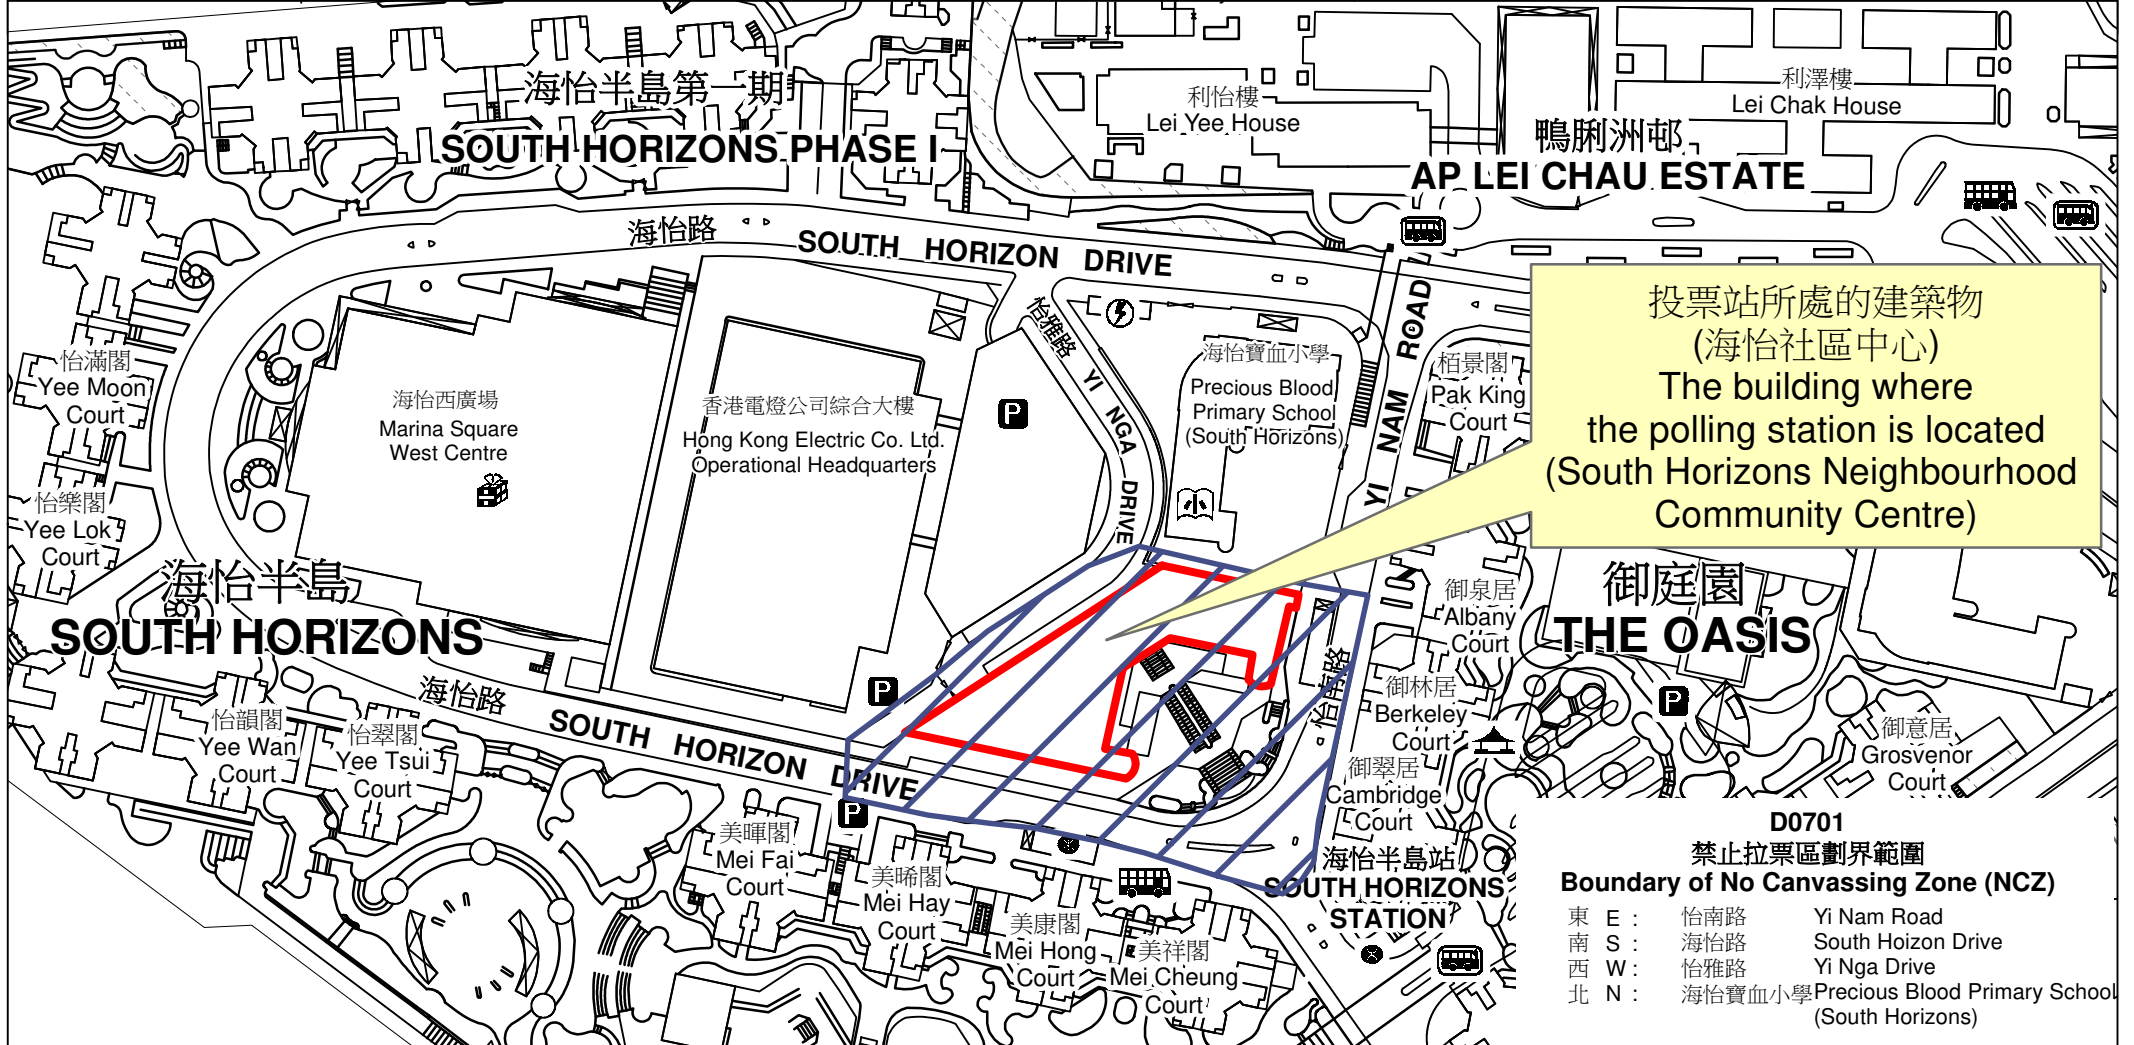 海怡半島第一期
SOUTH HORIZONS PHASE I
利怡樓
Lei Yee House
利澤樓
Lei Chak House
鴨脷洲邨
AP LEI CHAU ESTATE
海怡路
SOUTH HORIZON DRIVE
怡雅路 YI NGA DRIVE
YI NAM ROAD
怡滿閣
Yee Moon
Court
怡樂閣
Yee Lok
Court
海怡西廣場
Marina Square
West Centre
香港電燈公司綜合大樓
Hong Kong Electric Co. Ltd.
Operational Headquarters
P
海怡寶血小學
Precious Blood
Primary School
(South Horizons)
栢景閣
Pak King
Court
投票站所處的建築物
(海怡社區中心)
The building where
the polling station is located
(South Horizons Neighbourhood
Community Centre)
海怡半島
SOUTH HORIZONS
御庭園
THE OASIS
御泉居
Albany
Court
御林居
Berkeley
Court
御翠居
Cambridge
Court
御意居
Grosvenor
Court
P
P
怡南路
海怡路
SOUTH HORIZON DRIVE
P
怡韻閣
Yee Wan
Court
怡翠閣
Yee Tsui
Court
美暉閣
Mei Fai
Court
美晞閣
Mei Hay
Court
美康閣
Mei Hong
Court
美祥閣
Mei Cheung
Court
海怡半島站
SOUTH HORIZONS
STATION
D0701
禁止拉票區劃界範圍
Boundary of No Canvassing Zone (NCZ)
東 E : 怡南路 Yi Nam Road
南 S : 海怡路 South Hoizon Drive
西 W : 怡雅路 Yi Nga Drive
北 N : 海怡寶血小學 Precious Blood Primary School
(South Horizons)